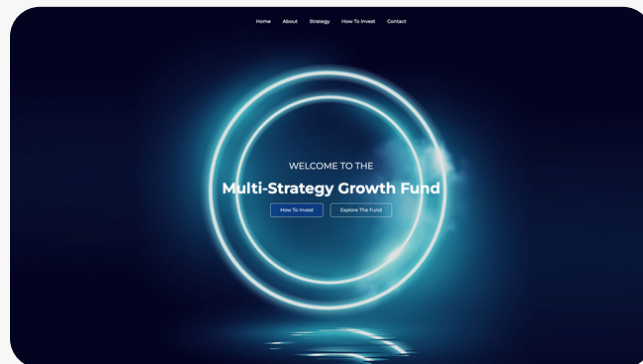 Home About Strategy How To Invest Contact
WELCOME TO THE
Multi-Strategy Growth Fund
How To Invest Explore The Fund